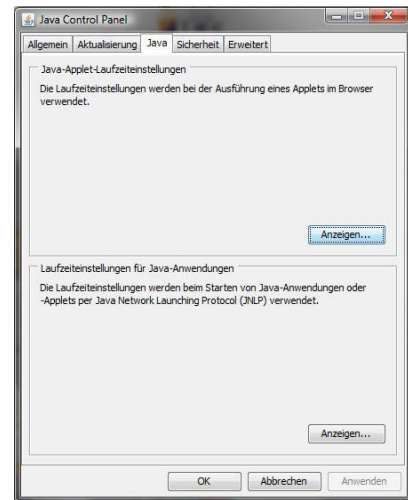 Java Control Panel
Allgemein Aktualisierung Java Sicherheit Erweitert
Java-Applet-Laufzeiteinstellungen
Die Laufzeiteinstellungen werden bei der Ausführung eines Applets im Browser
verwendet.
Anzeigen...
Laufzeiteinstellungen für Java-Anwendungen
Die Laufzeiteinstellungen werden beim Starten von Java-Anwendungen oder
-Applets per Java Network Launching Protocol (JNLP) verwendet.
Anzeigen...
OK Abbrechen Anwenden